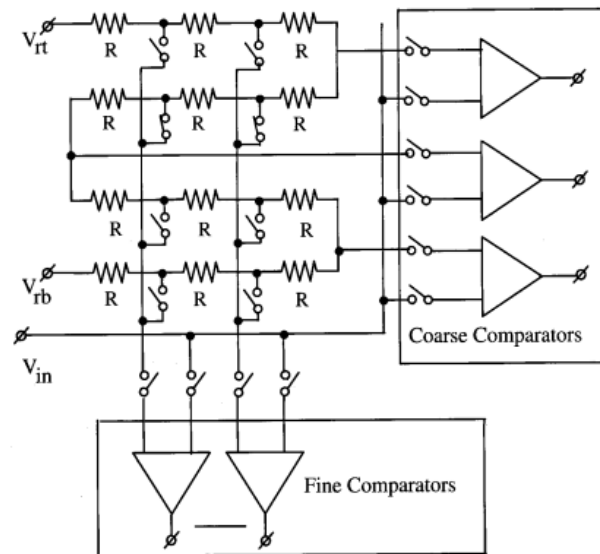 V_rt
R R R
R R R
R R R
V_rb
R R R
V_in
Coarse Comparators
Fine Comparators